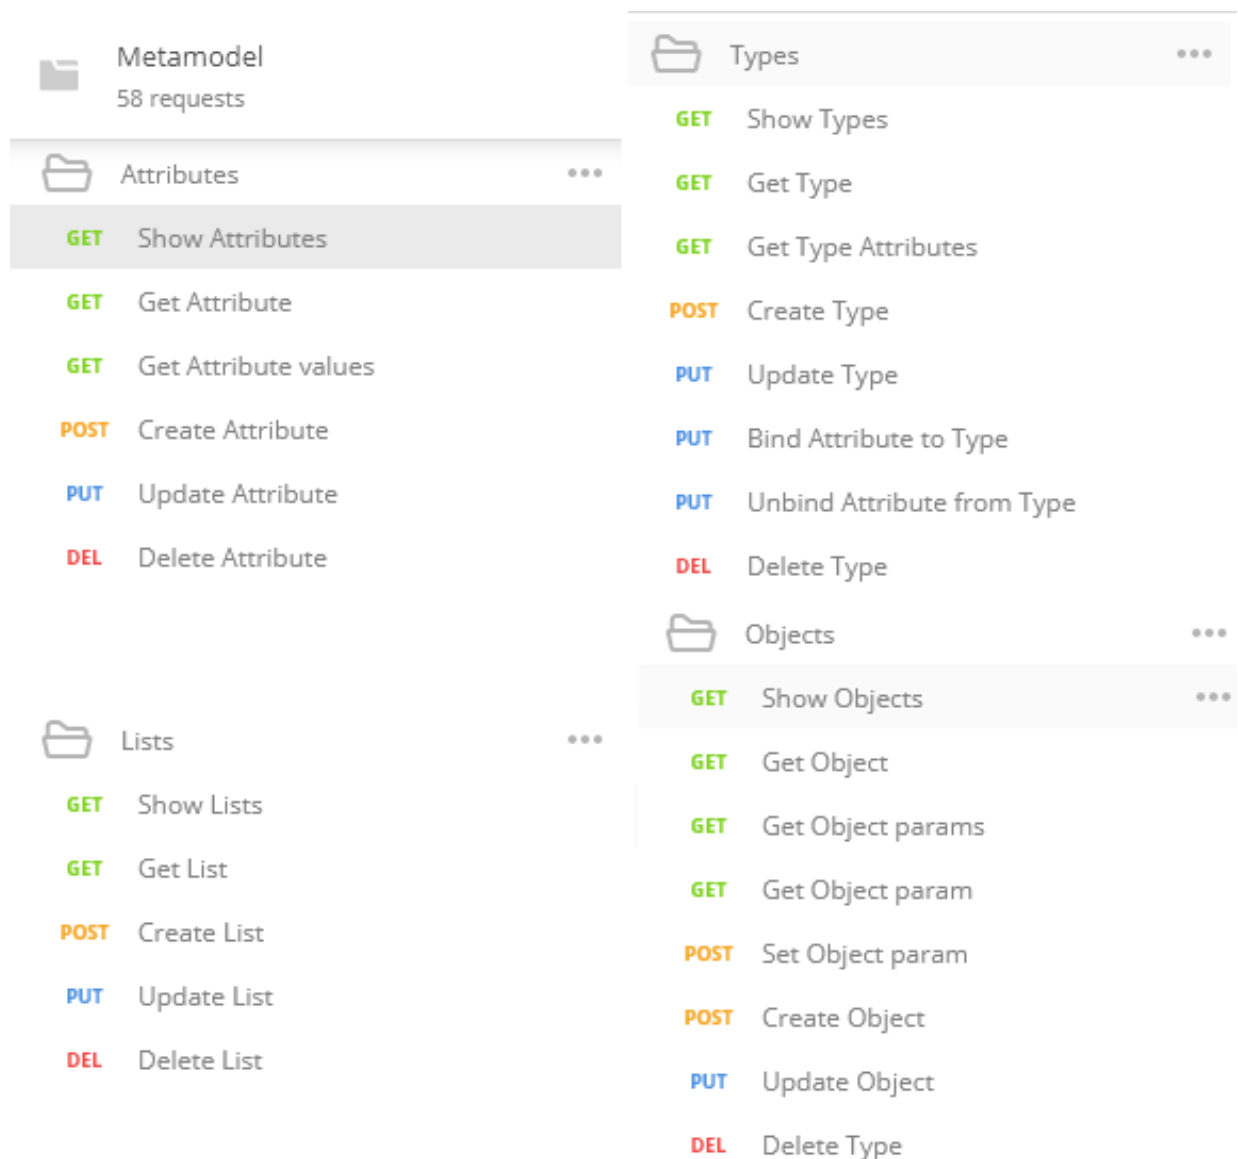 Metamodel
58 requests
Attributes
GET Show Attributes
GET Get Attribute
GET Get Attribute values
POST Create Attribute
PUT Update Attribute
DEL Delete Attribute
Lists
GET Show Lists
GET Get List
POST Create List
PUT Update List
DEL Delete List
Types
GET Show Types
GET Get Type
GET Get Type Attributes
POST Create Type
PUT Update Type
PUT Bind Attribute to Type
PUT Unbind Attribute from Type
DEL Delete Type
Objects
GET Show Objects
GET Get Object
GET Get Object params
GET Get Object param
POST Set Object param
POST Create Object
PUT Update Object
DEL Delete Type